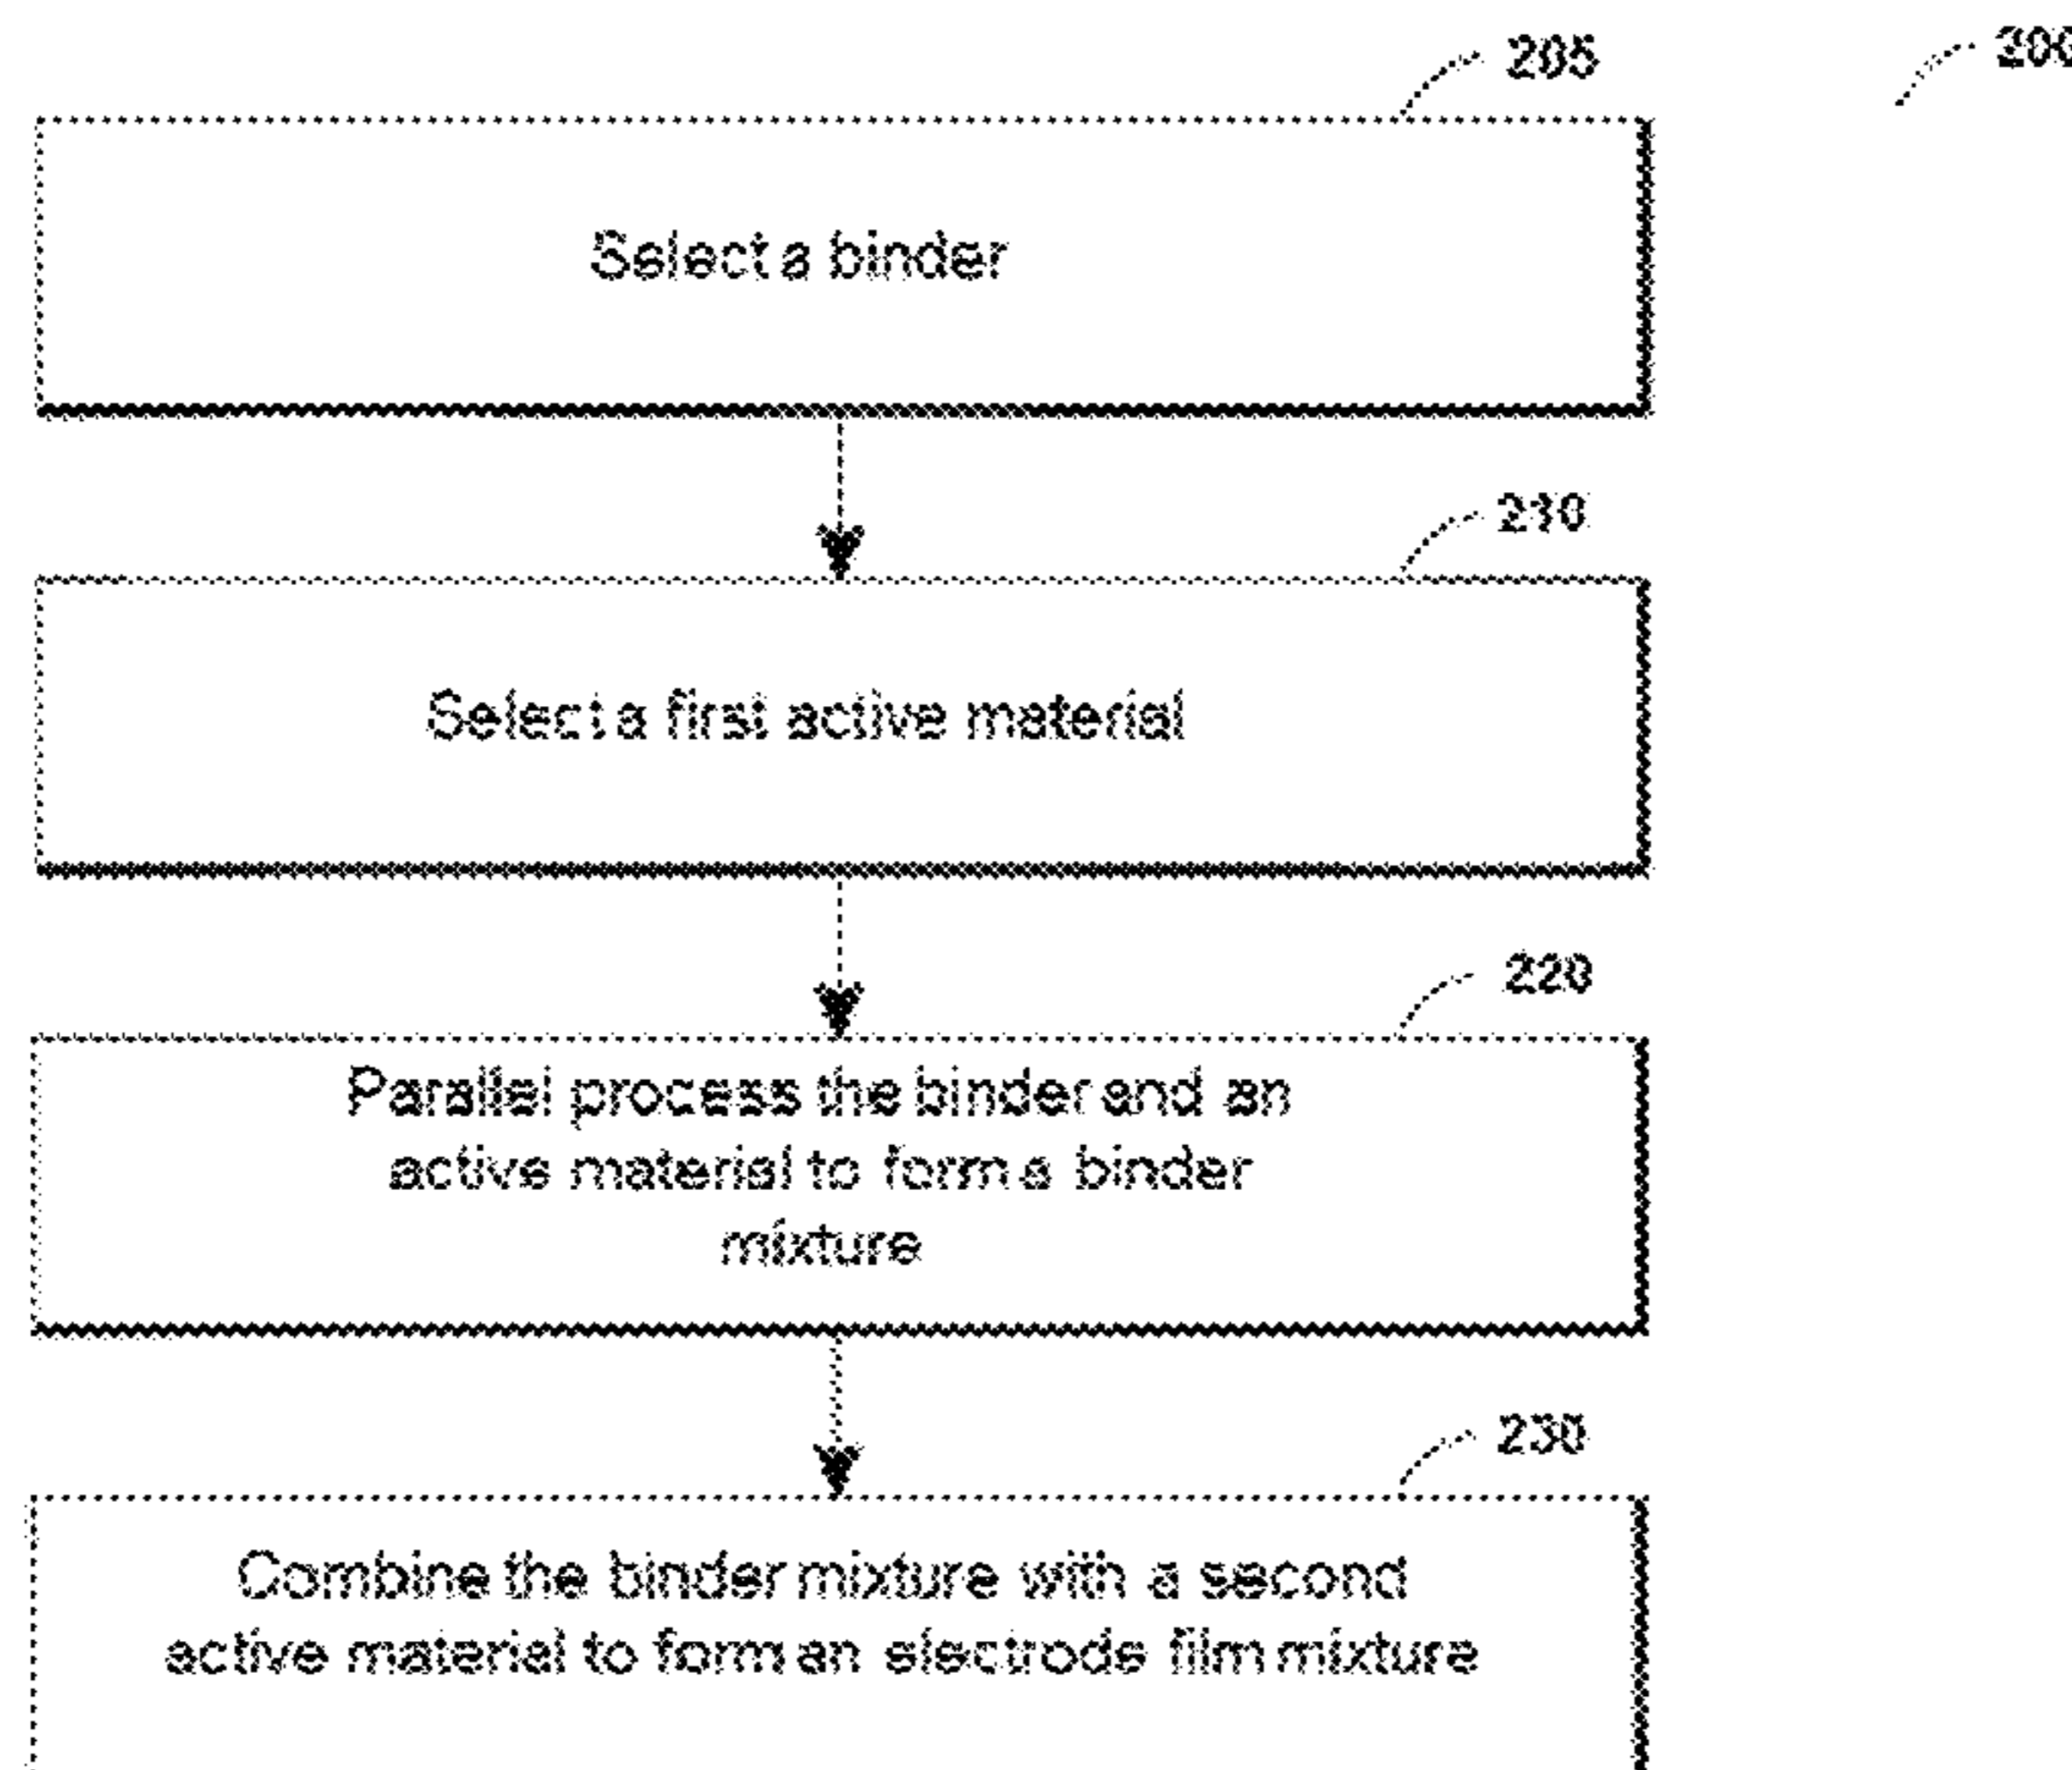 205
200
Select a binder
210
Select a first active material
220
Parallel process the binder and an
active material to form a binder
mixture
230
Combine the binder mixture with a second
active material to form an electrode film mixture